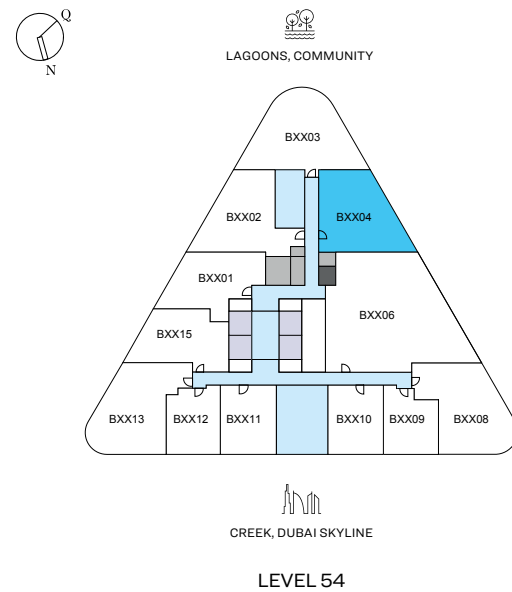 Q
N
LAGOONS, COMMUNITY
BXX03
BXX02
BXX04
BXX01
BXX06
BXX15
BXX13
BXX12
BXX11
BXX10
BXX09
BXX08
CREEK, DUBAI SKYLINE
LEVEL 54